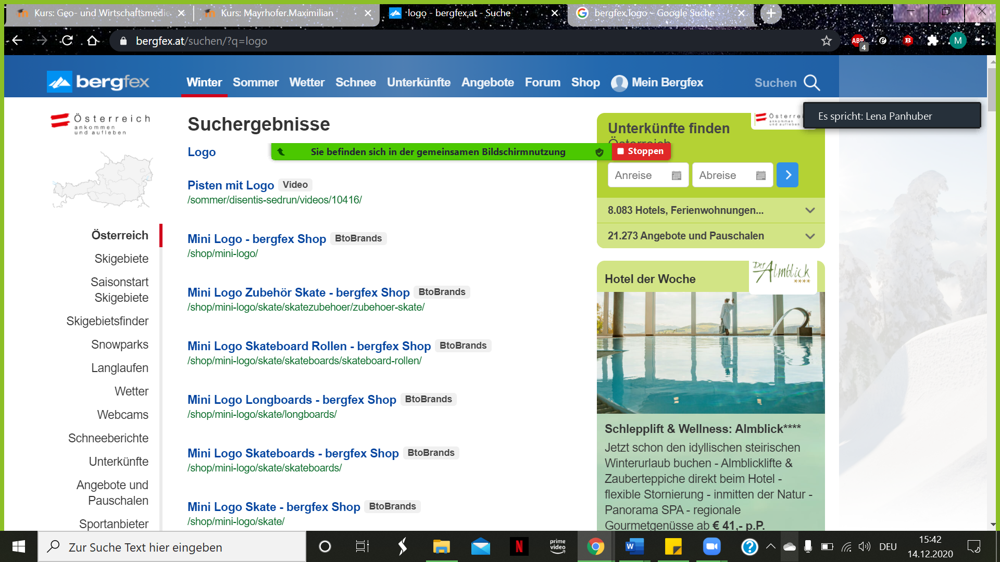 Kurs: Geo- und Wirtschaftsmedie
Kurs: Mayrhofer.Maximilian
logo - bergfex.at - Suche
bergfex logo – Google Suche
bergfex.at/suchen/?q=logo
ABP
4
B
M
bergfex
Winter
Sommer
Wetter
Schnee
Unterkünfte
Angebote
Forum
Shop
Mein Bergfex
Suchen
Es spricht: Lena Panhuber
Österreich
ankommen
und aufleben
Suchergebnisse
Logo
Sie befinden sich in der gemeinsamen Bildschirmnutzung
Stoppen
Pisten mit Logo Video
/sommer/disentis-sedrun/videos/10416/
Mini Logo - bergfex Shop BtoBrands
/shop/mini-logo/
Mini Logo Zubehör Skate - bergfex Shop BtoBrands
/shop/mini-logo/skate/skatezubehoer/zubehoer-skate/
Mini Logo Skateboard Rollen - bergfex Shop BtoBrands
/shop/mini-logo/skate/skateboards/skateboard-rollen/
Mini Logo Longboards - bergfex Shop BtoBrands
/shop/mini-logo/skate/longboards/
Mini Logo Skateboards - bergfex Shop BtoBrands
/shop/mini-logo/skate/skateboards/
Mini Logo Skate - bergfex Shop BtoBrands
/shop/mini-logo/skate/
Österreich
Skigebiete
Saisonstart
Skigebiete
Skigebietsfinder
Snowparks
Langlaufen
Wetter
Webcams
Schneeberichte
Unterkünfte
Angebote und
Pauschalen
Sportanbieter
Unterkünfte finden
Österreich
ankommen
und aufleben
Anreise
Abreise
8.083 Hotels, Ferienwohnungen...
21.273 Angebote und Pauschalen
Hotel der Woche
Der Almblick
****
Schlepplift & Wellness: Almblick****
Jetzt schon den idyllischen steirischen
Winterurlaub buchen - Almblicklifte &
Zauberteppiche direkt beim Hotel -
flexible Stornierung - inmitten der Natur -
Panorama SPA - regionale
Gourmetgenüsse ab € 41,- p.P.
Zur Suche Text hier eingeben
N
prime
video
W
?
DEU
15:42
14.12.2020